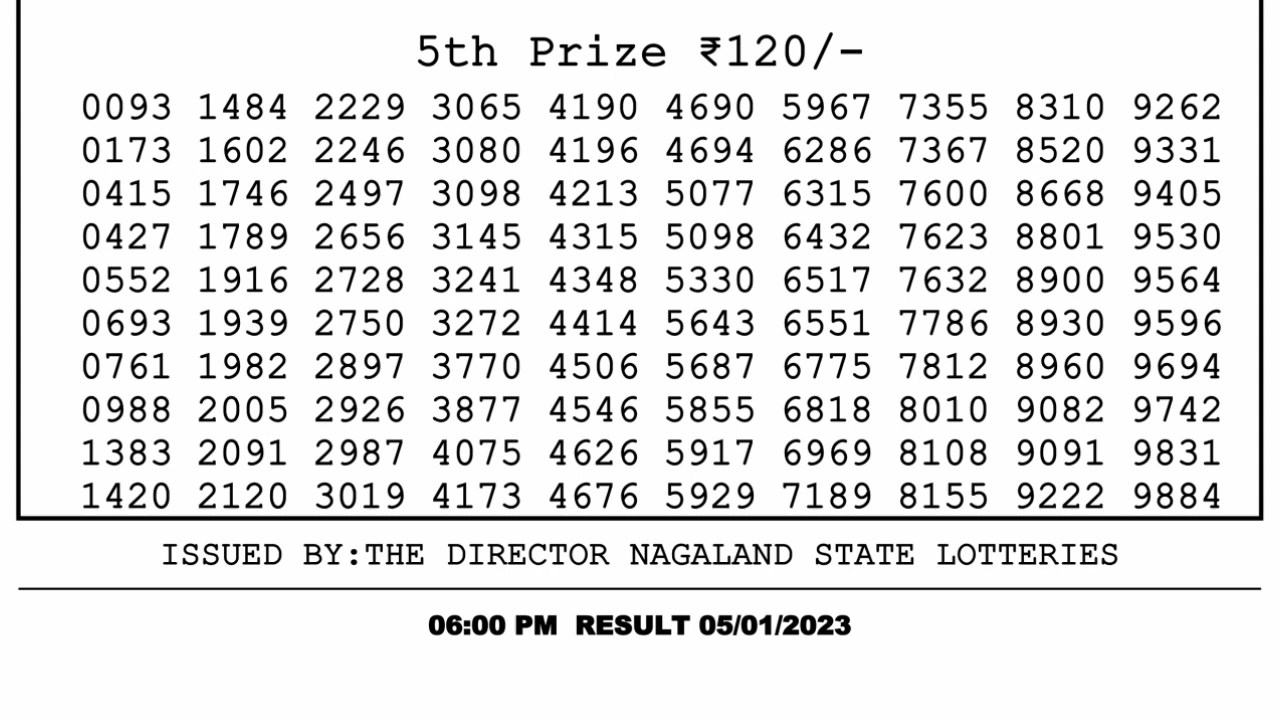 5th Prize ₹120/-
0093 1484 2229 3065 4190 4690 5967 7355 8310 9262
0173 1602 2246 3080 4196 4694 6286 7367 8520 9331
0415 1746 2497 3098 4213 5077 6315 7600 8668 9405
0427 1789 2656 3145 4315 5098 6432 7623 8801 9530
0552 1916 2728 3241 4348 5330 6517 7632 8900 9564
0693 1939 2750 3272 4414 5643 6551 7786 8930 9596
0761 1982 2897 3770 4506 5687 6775 7812 8960 9694
0988 2005 2926 3877 4546 5855 6818 8010 9082 9742
1383 2091 2987 4075 4626 5917 6969 8108 9091 9831
1420 2120 3019 4173 4676 5929 7189 8155 9222 9884
ISSUED BY:THE DIRECTOR NAGALAND STATE LOTTERIES
06:00 PM RESULT 05/01/2023